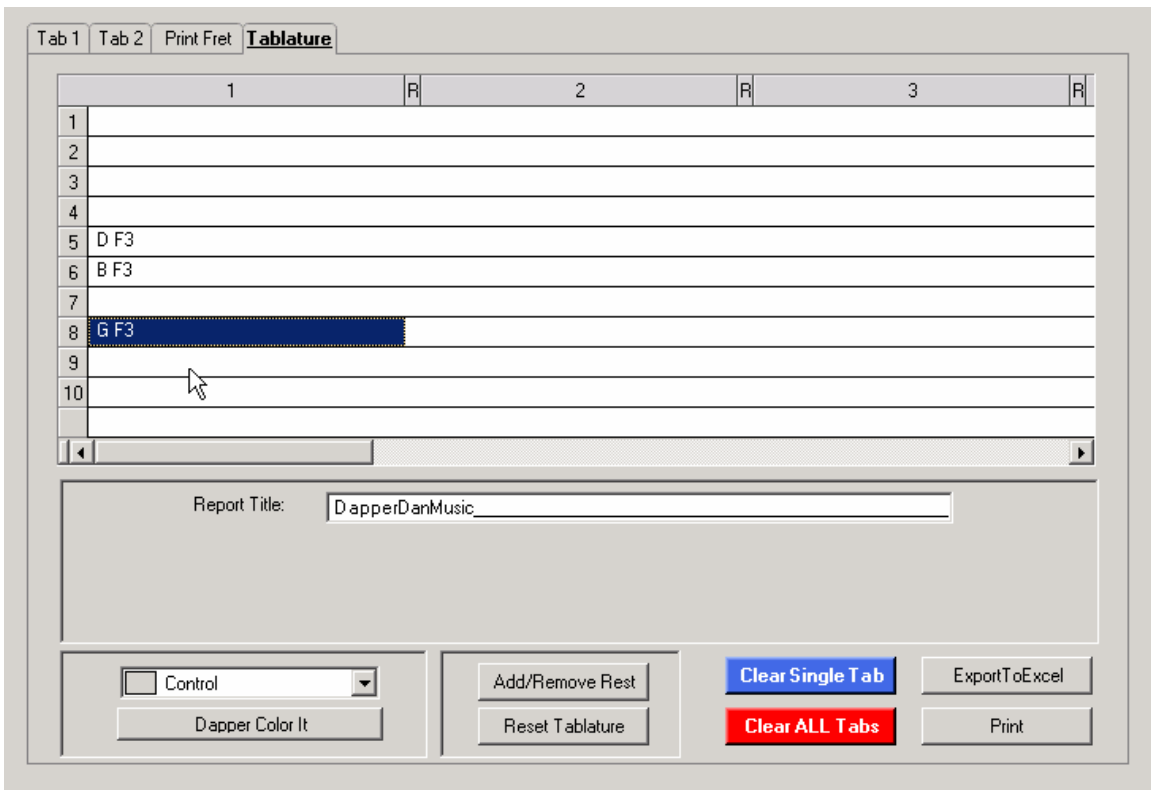 Tab 1 Tab 2 Print Fret Tablature
1 R 2 R 3 R
1
2
3
4
5 D F3
6 B F3
7
8 G F3
9
10
Report Title: DapperDanMusic_______________________________________________
Control Add/Remove Rest Clear Single Tab ExportToExcel
Dapper Color It Reset Tablature Clear ALL Tabs Print